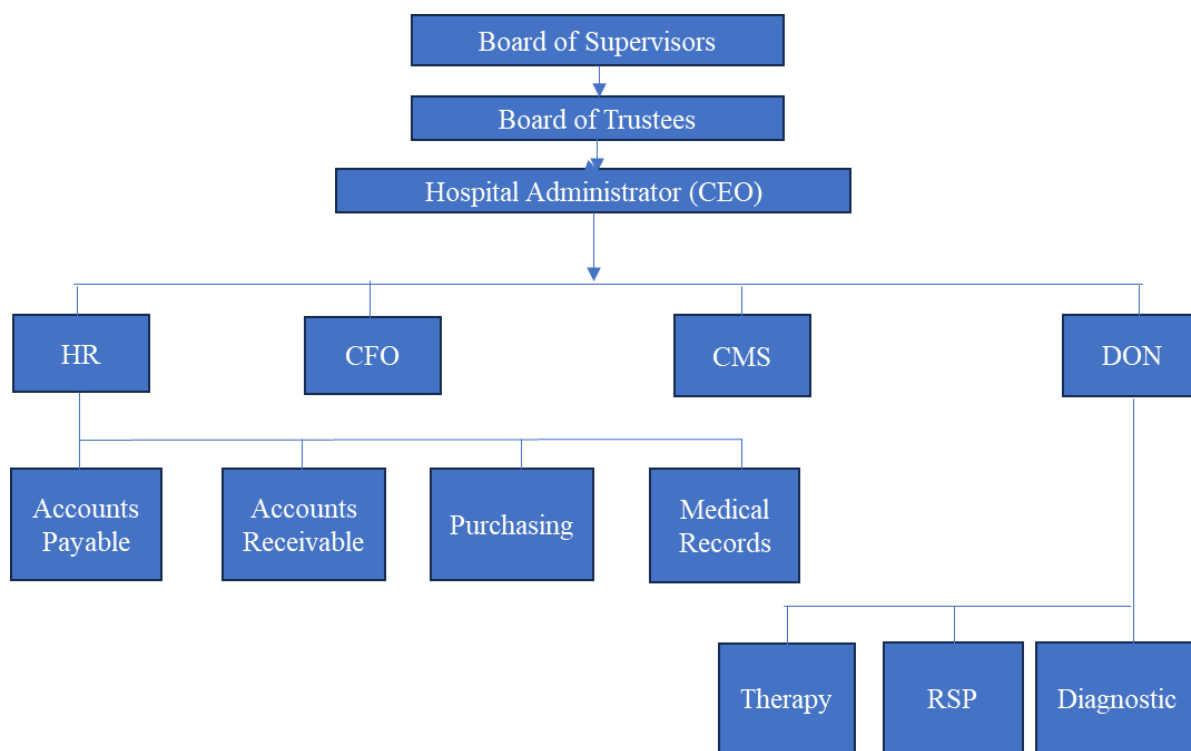 Board of Supervisors
Board of Trustees
Hospital Administrator (CEO)
HR
CFO
CMS
DON
Accounts
Payable
Accounts
Receivable
Purchasing
Medical
Records
Therapy
RSP
Diagnostic